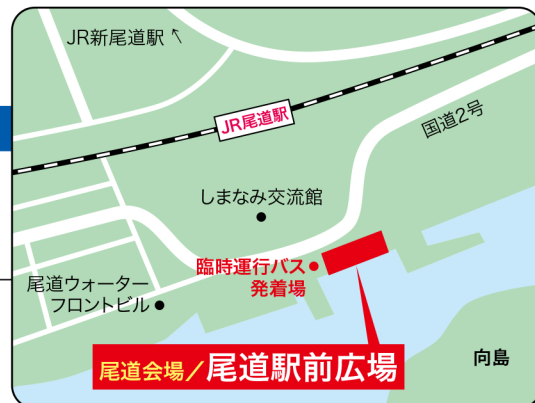 JR新尾道駅↖
JR尾道駅
国道2号
しまなみ交流館
臨時運行バス
発着場
尾道ウォーター
フロントビル
尾道会場／尾道駅前広場
向島